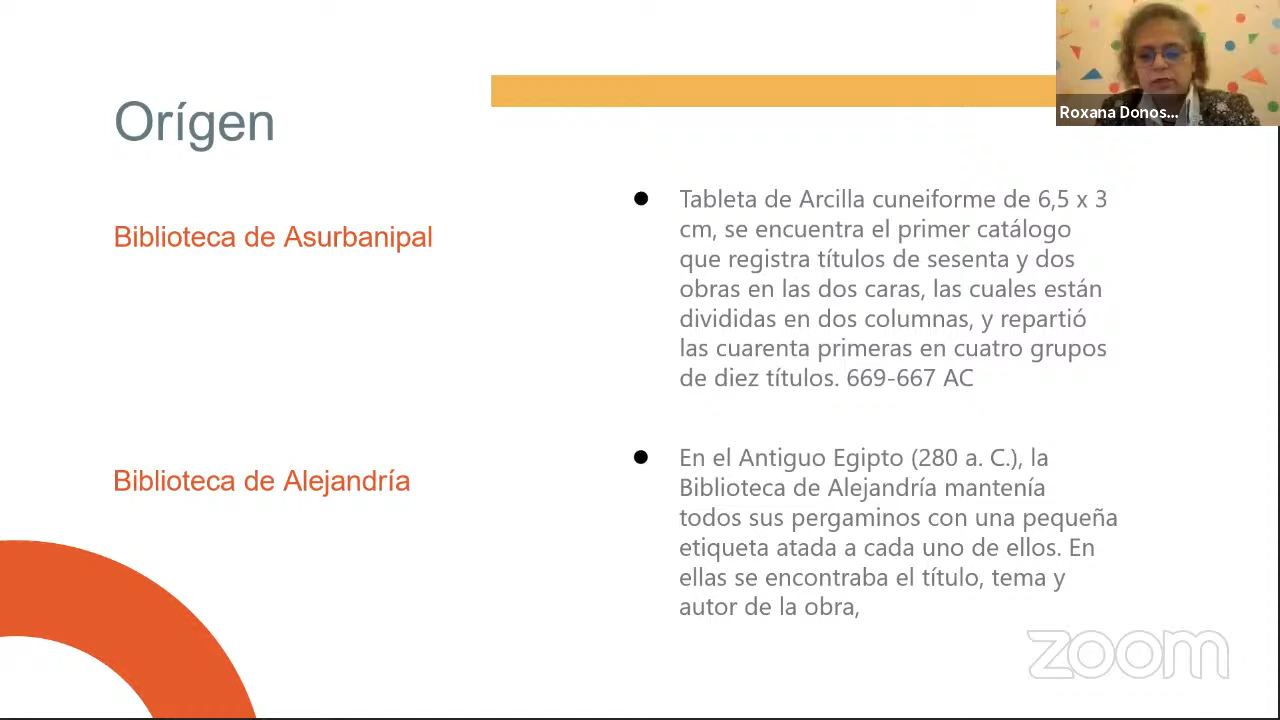 Orígen
Roxana Donos...
Biblioteca de Asurbanipal
Tableta de Arcilla cuneiforme de 6,5 x 3
cm, se encuentra el primer catálogo
que registra títulos de sesenta y dos
obras en las dos caras, las cuales están
divididas en dos columnas, y repartió
las cuarenta primeras en cuatro grupos
de diez títulos. 669-667 AC
Biblioteca de Alejandría
En el Antiguo Egipto (280 a. C.), la
Biblioteca de Alejandría mantenía
todos sus pergaminos con una pequeña
etiqueta atada a cada uno de ellos. En
ellas se encontraba el título, tema y
autor de la obra,
zoom